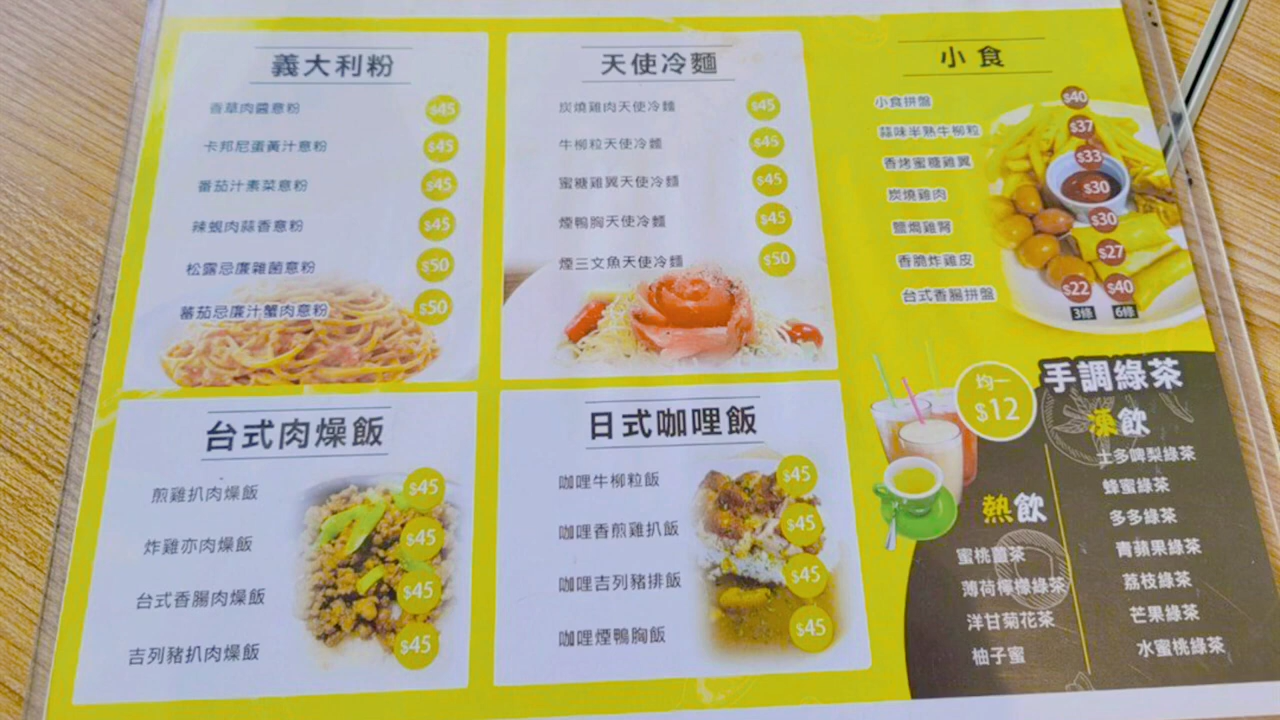 義大利粉
香草肉醬意粉 $45
卡邦尼蛋黃汁意粉 $45
番茄汁素菜意粉 $45
辣蜆肉蒜香意粉 $45
松露忌廉雜菌意粉 $50
蕃茄忌廉汁蟹肉意粉 $50
天使冷麵
炭燒雞肉天使冷麵 $45
牛柳粒天使冷麵 $45
蜜糖雞翼天使冷麵 $45
煙鴨胸天使冷麵 $45
煙三文魚天使冷麵 $50
小食
小食拼盤 $40
蒜味半熟牛柳粒 $37
香烤蜜糖雞翼 $33
炭燒雞肉 $30
鹽焗雞腎 $30
香脆炸雞皮 $27
台式香腸拼盤 $22 $40
3條 6條
台式肉燥飯
煎雞扒肉燥飯 $45
炸雞亦肉燥飯 $45
台式香腸肉燥飯 $45
吉列豬扒肉燥飯 $45
日式咖哩飯
咖哩牛柳粒飯 $45
咖哩香煎雞扒飯 $45
咖哩吉列豬排飯 $45
咖哩煙鴨胸飯 $45
手調綠茶
均一
$12
凍飲
士多啤梨綠茶
蜂蜜綠茶
多多綠茶
青蘋果綠茶
荔枝綠茶
芒果綠茶
水蜜桃綠茶
熱飲
蜜桃薑茶
薄荷檸檬綠茶
洋甘菊花茶
柚子蜜